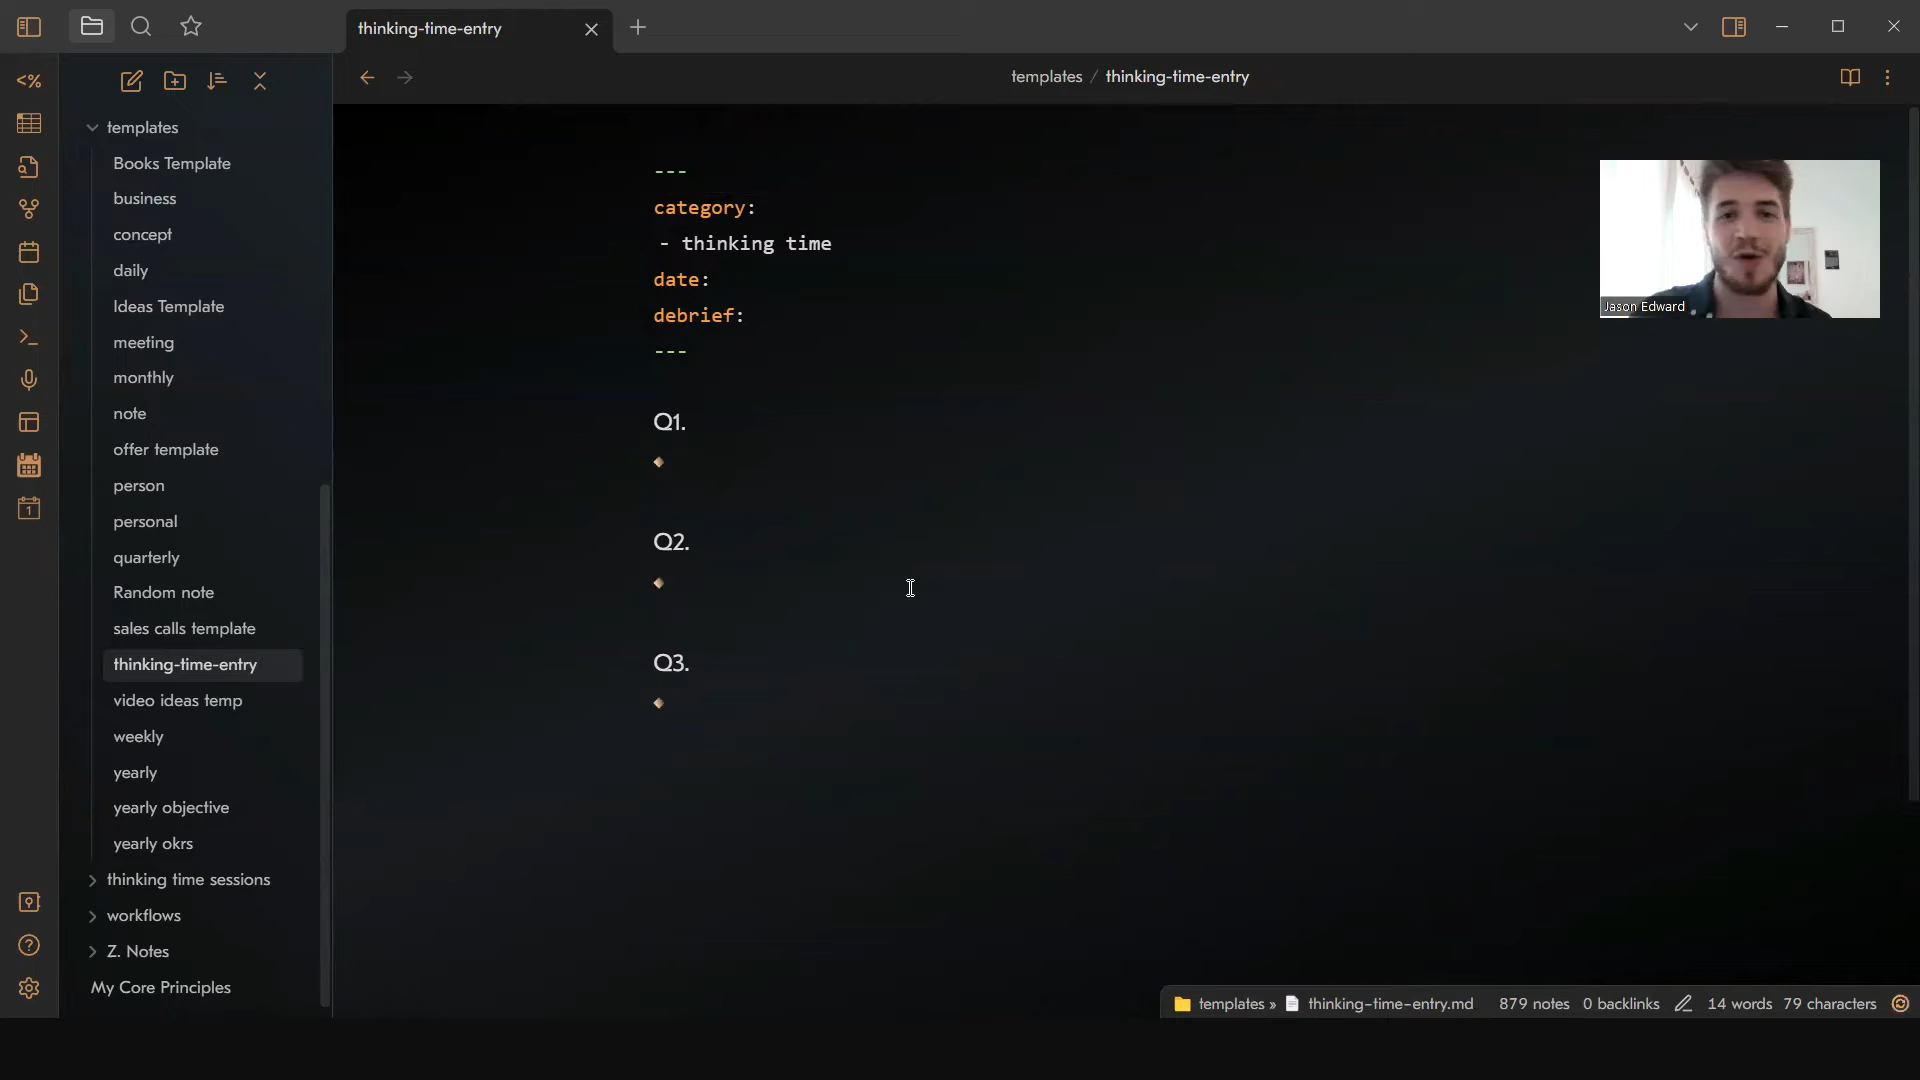 thinking-time-entry
<%
templates / thinking-time-entry
templates
Books Template
business
concept
daily
Ideas Template
meeting
monthly
note
offer template
person
personal
quarterly
Random note
sales calls template
thinking-time-entry
video ideas temp
weekly
yearly
yearly objective
yearly okrs
thinking time sessions
workflows
Z. Notes
My Core Principles
---
category:
- thinking time
date:
debrief:
---
Q1.
Q2.
Q3.
Jason Edward
1
templates » thinking-time-entry.md 879 notes 0 backlinks 14 words 79 characters